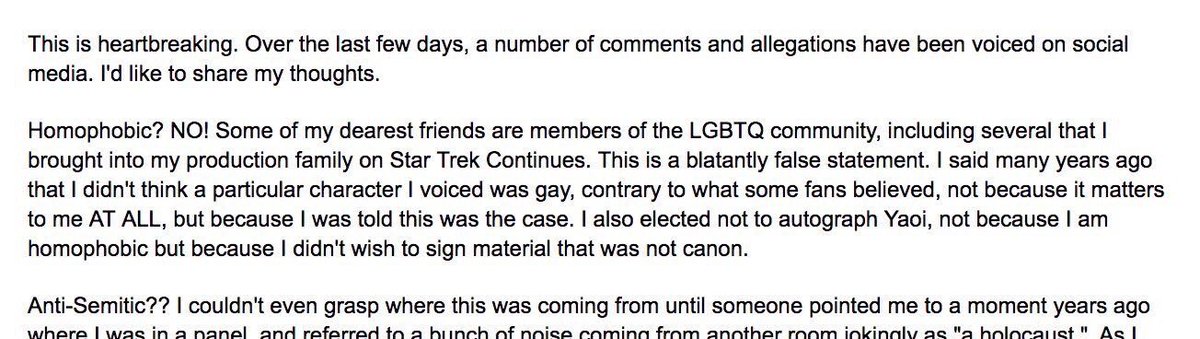 This is heartbreaking. Over the last few days, a number of comments and allegations have been voiced on social
media. I'd like to share my thoughts.
Homophobic? NO! Some of my dearest friends are members of the LGBTQ community, including several that I
brought into my production family on Star Trek Continues. This is a blatantly false statement. I said many years ago
that I didn't think a particular character I voiced was gay, contrary to what some fans believed, not because it matters
to me AT ALL, but because I was told this was the case. I also elected not to autograph Yaoi, not because I am
homophobic but because I didn't wish to sign material that was not canon.
Anti-Semitic?? I couldn't even grasp where this was coming from until someone pointed me to a moment years ago
where I was in a panel, and referred to a bunch of noise coming from another room jokingly as "a holocaust." As I